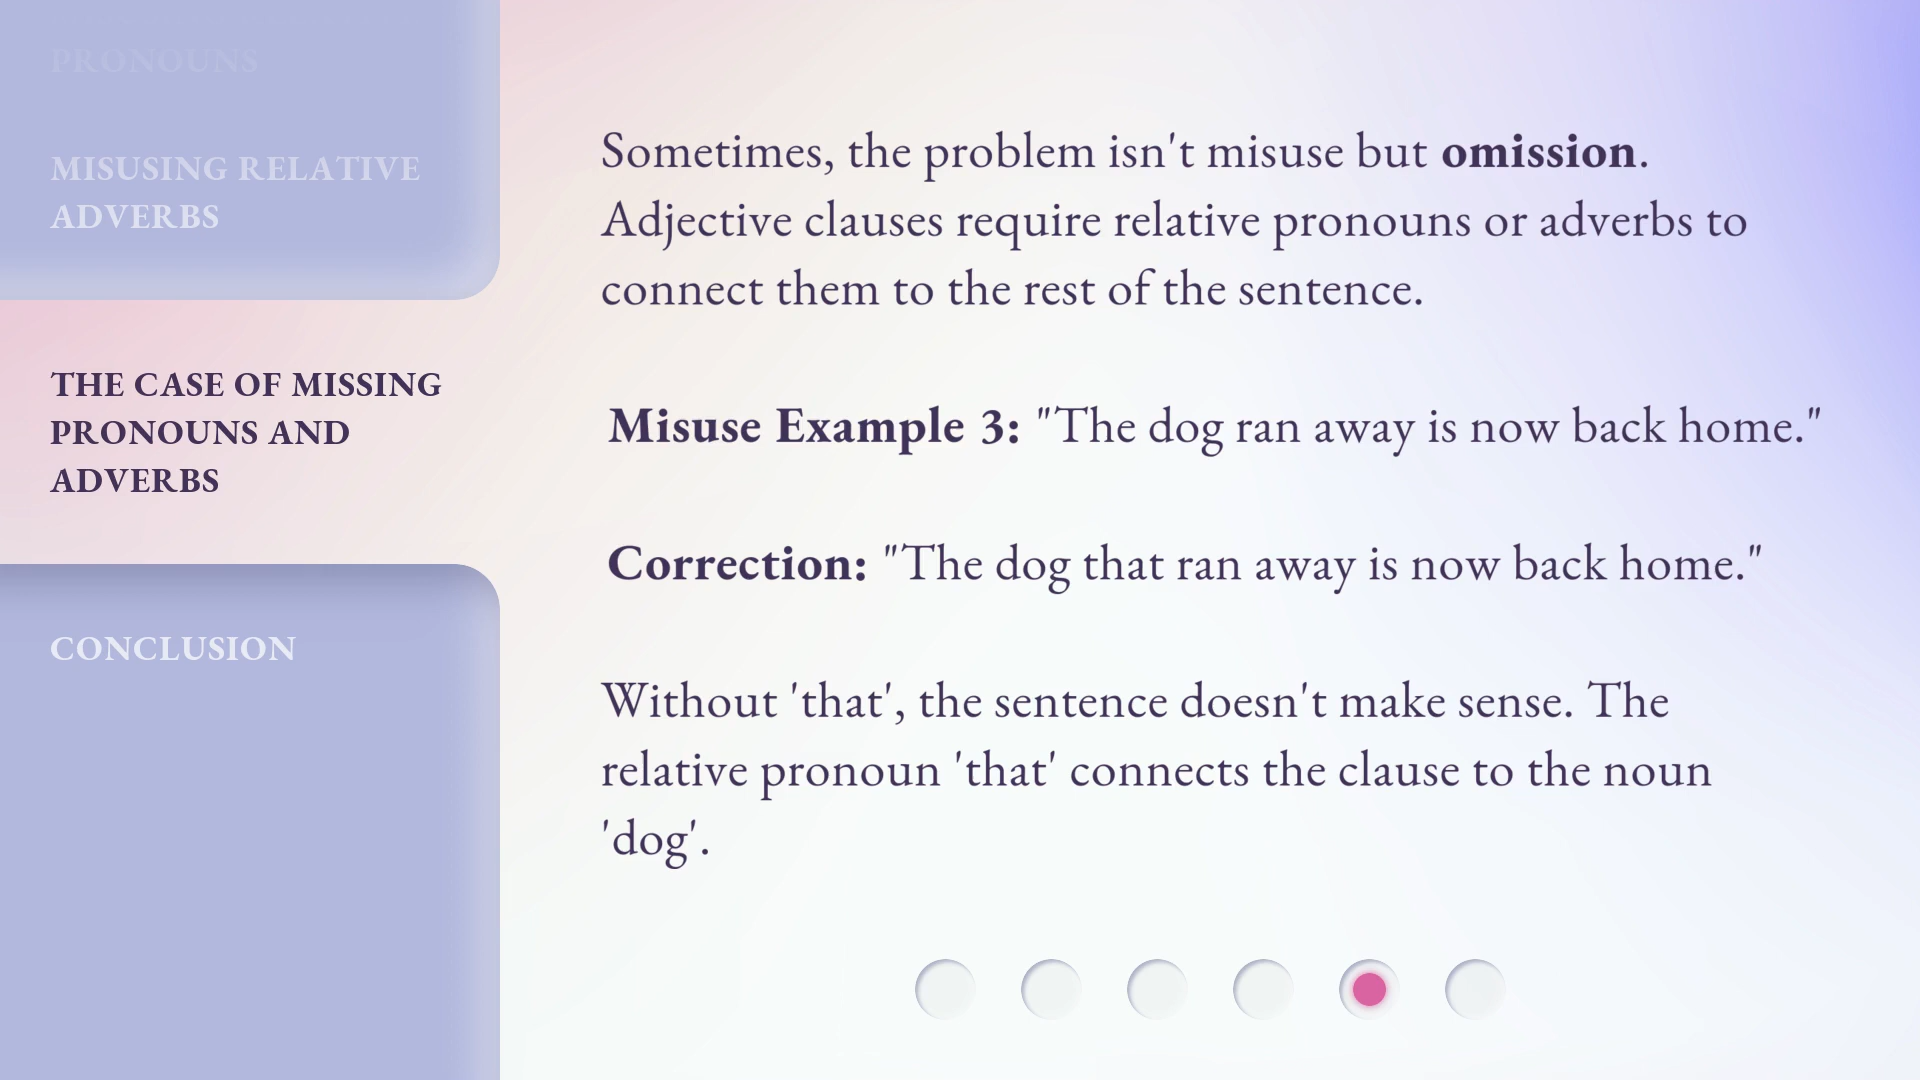 PRONOUNS
MISUSING RELATIVE
ADVERBS
THE CASE OF MISSING
PRONOUNS AND
ADVERBS
CONCLUSION
Sometimes, the problem isn't misuse but omission.
Adjective clauses require relative pronouns or adverbs to
connect them to the rest of the sentence.
Misuse Example 3: "The dog ran away is now back home."
Correction: "The dog that ran away is now back home."
Without 'that', the sentence doesn't make sense. The
relative pronoun 'that' connects the clause to the noun
'dog'.